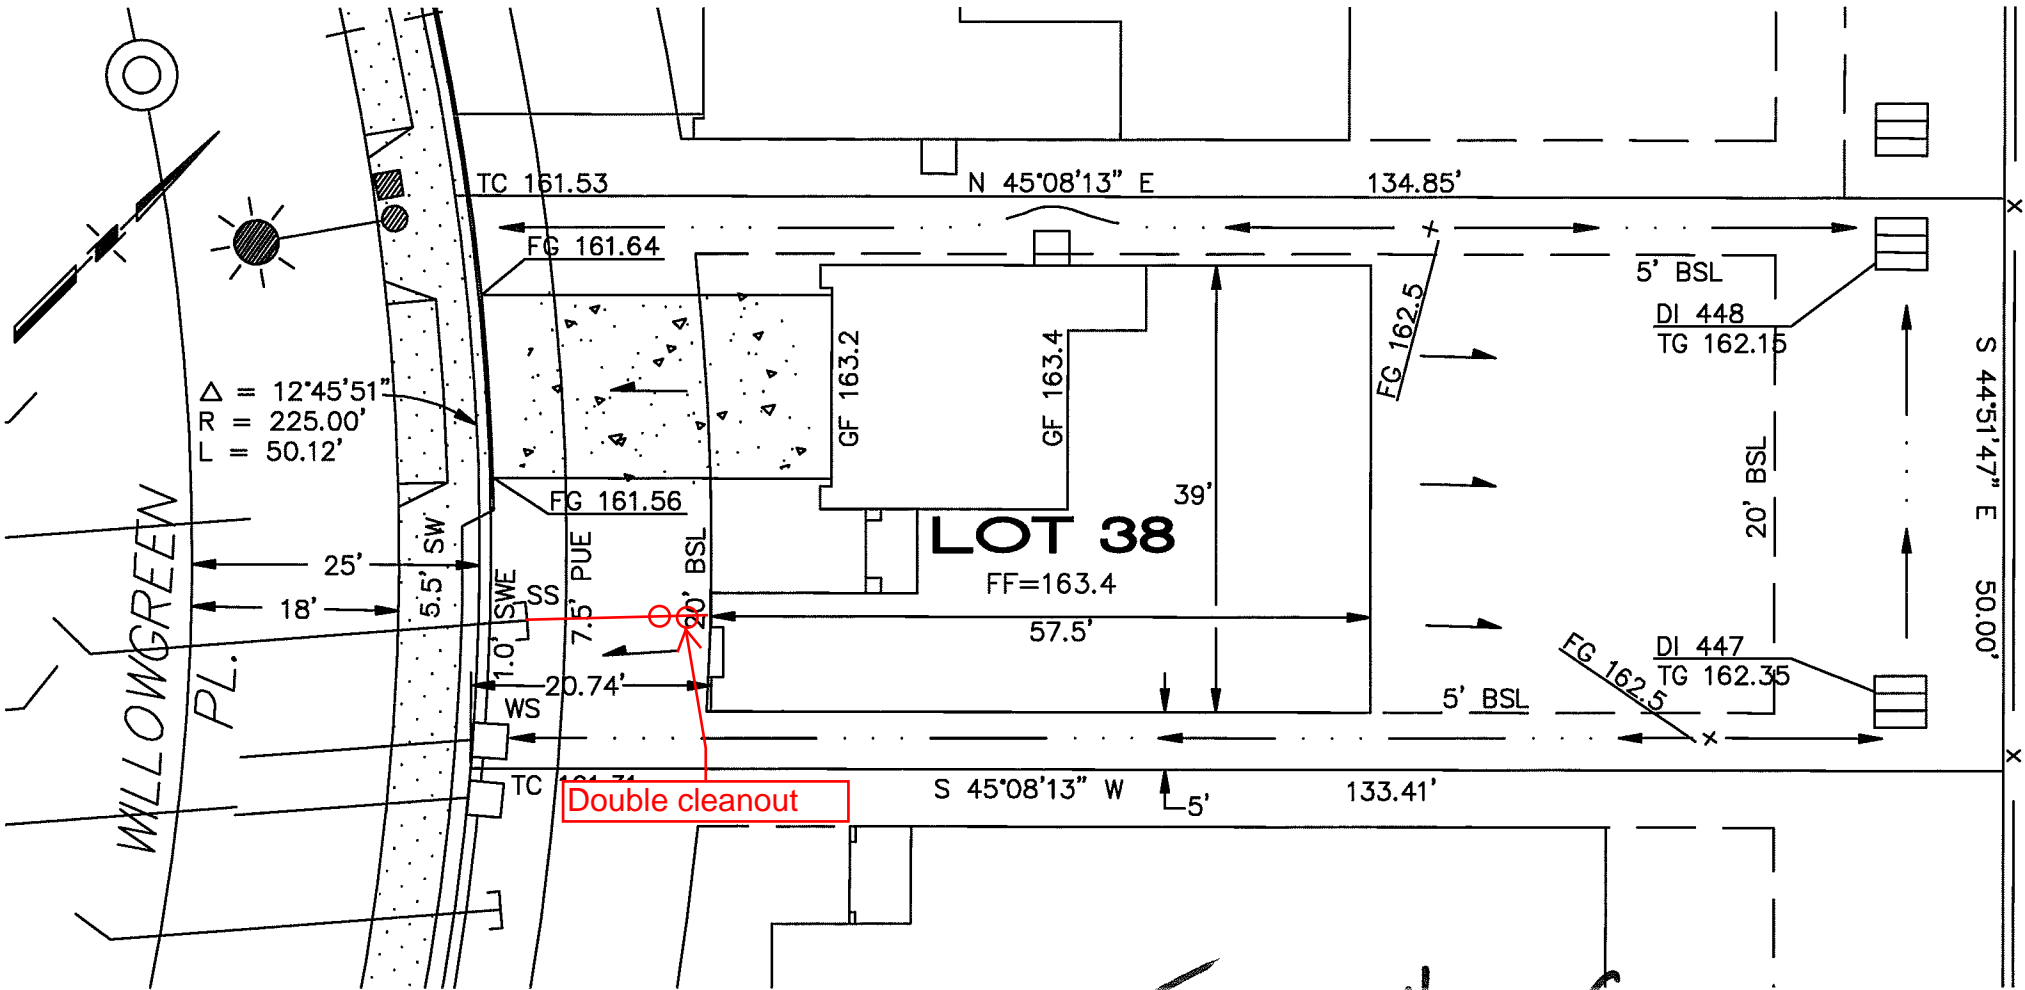 TC 161.53
N 45°08'13" E
134.85'
FG 161.64
5' BSL
DI 448
TG 162.15
FG 162.5
GF 163.2
GF 163.4
S 44°51'47" E 50.00'
Δ = 12°45'51"
R = 225.00'
L = 50.12'
FG 161.56
39'
20' BSL
LOT 38
FF=163.4
WILLOWGREEN
PL.
25'
18'
5.5' SW
1.0' SWE
SS
7.5' PUE
20' BSL
57.5'
20.74'
WS
FG 162.5
DI 447
TG 162.35
5' BSL
TC
Double cleanout
S 45°08'13" W
5'
133.41'